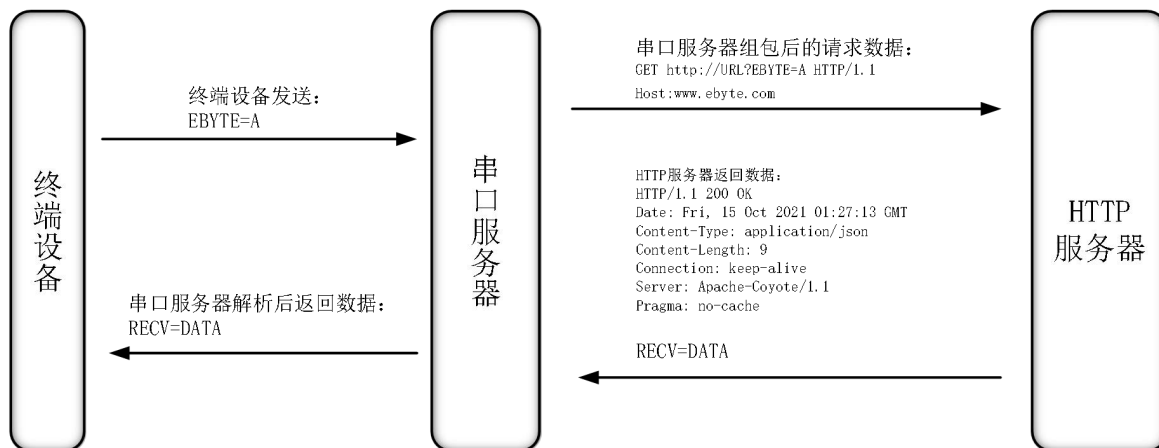 终端设备
终端设备发送:
EBYTE=A
串口服务器解析后返回数据:
RECV=DATA
串口服务器
串口服务器组包后的请求数据:
GET http://URL?EBYTE=A HTTP/1.1
Host:www.ebyte.com
HTTP服务器返回数据:
HTTP/1.1 200 OK
Date: Fri, 15 Oct 2021 01:27:13 GMT
Content-Type: application/json
Content-Length: 9
Connection: keep-alive
Server: Apache-Coyote/1.1
Pragma: no-cache
RECV=DATA
HTTP
服务器